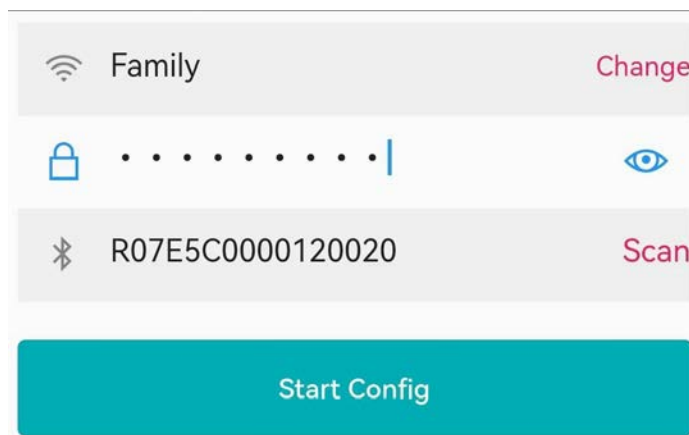 Family Change
• • • • • • • • •
R07E5C0000120020 Scan
Start Config